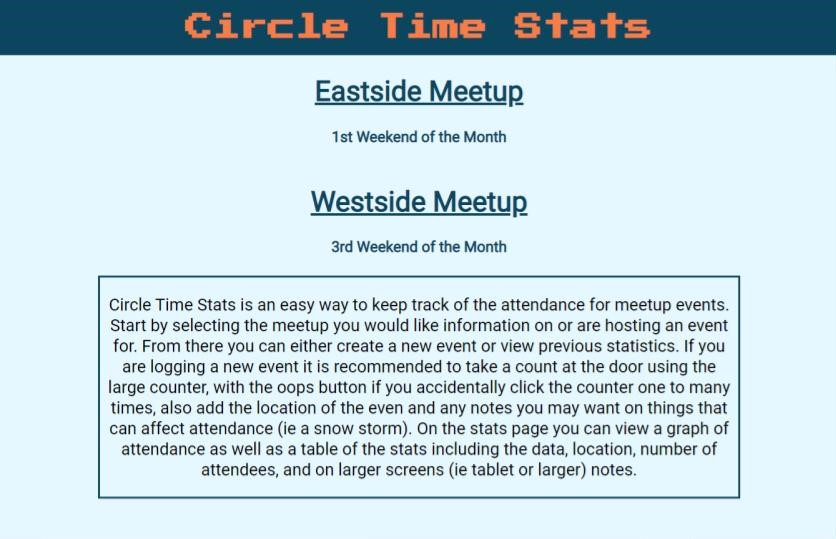 Circle Time Stats
Eastside Meetup
1st Weekend of the Month
Westside Meetup
3rd Weekend of the Month
Circle Time Stats is an easy way to keep track of the attendance for meetup events.
Start by selecting the meetup you would like information on or are hosting an event
for. From there you can either create a new event or view previous statistics. If you
are logging a new event it is recommended to take a count at the door using the
large counter, with the oops button if you accidentally click the counter one to many
times, also add the location of the even and any notes you may want on things that
can affect attendance (ie a snow storm). On the stats page you can view a graph of
attendance as well as a table of the stats including the data, location, number of
attendees, and on larger screens (ie tablet or larger) notes.